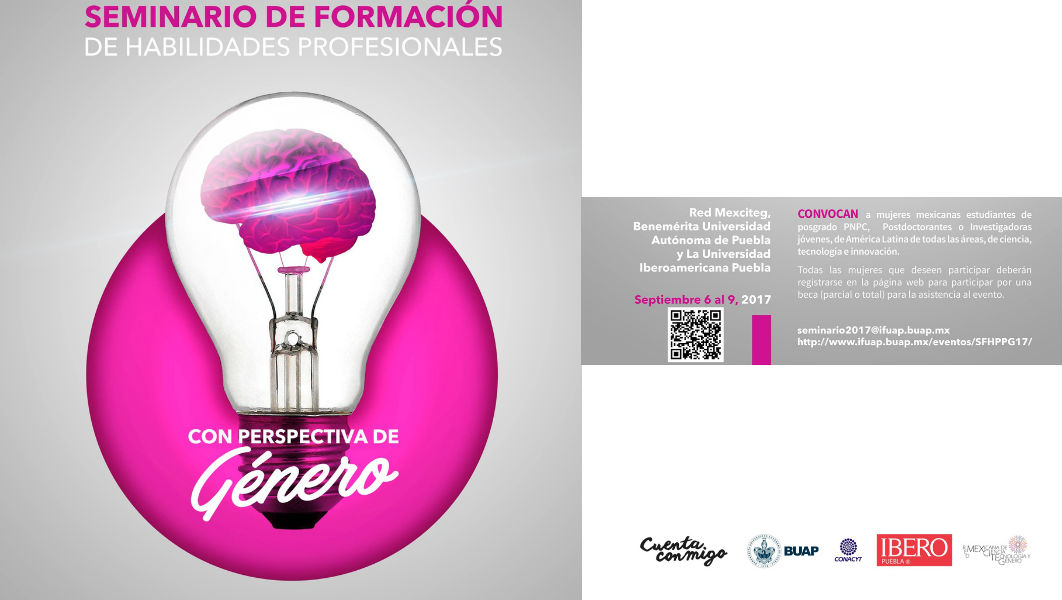 SEMINARIO DE FORMACIÓN
DE HABILIDADES PROFESIONALES
CON PERSPECTIVA DE
Género
Red Mexciteg,
Benemérita Universidad
Autónoma de Puebla
y La Universidad
Iberoamericana Puebla
Septiembre 6 al 9, 2017
CONVOCAN a mujeres mexicanas estudiantes de
posgrado PNPC, Postdoctorantes o Investigadoras
jóvenes, de América Latina de todas las áreas, de ciencia,
tecnología e innovación.
Todas las mujeres que deseen participar deberán
registrarse en la página web para participar por una
beca (parcial o total) para la asistencia al evento.
seminario2017@ifuap.buap.mx
http://www.ifuap.buap.mx/eventos/SFHPPG17/
Cuenta conmigo
BUAP
CONACYT
IBERO
PUEBLA